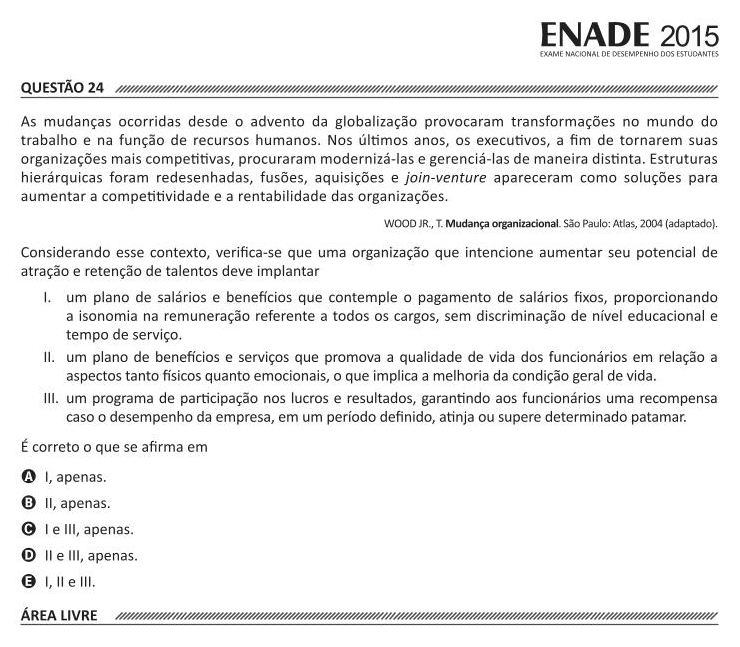 ENADE 2015
EXAME NACIONAL DE DESEMPENHO DOS ESTUDANTES
QUESTÃO 24
As mudanças ocorridas desde o advento da globalização provocaram transformações no mundo do
trabalho e na função de recursos humanos. Nos últimos anos, os executivos, a fim de tornarem suas
organizações mais competitivas, procuraram modernizá-las e gerenciá-las de maneira distinta. Estruturas
hierárquicas foram redesenhadas, fusões, aquisições e join-venture apareceram como soluções para
aumentar a competitividade e a rentabilidade das organizações.
WOOD JR., T. Mudança organizacional. São Paulo: Atlas, 2004 (adaptado).
Considerando esse contexto, verifica-se que uma organização que intencione aumentar seu potencial de
atração e retenção de talentos deve implantar
I. um plano de salários e benefícios que contemple o pagamento de salários fixos, proporcionando
a isonomia na remuneração referente a todos os cargos, sem discriminação de nível educacional e
tempo de serviço.
II. um plano de benefícios e serviços que promova a qualidade de vida dos funcionários em relação a
aspectos tanto físicos quanto emocionais, o que implica a melhoria da condição geral de vida.
III. um programa de participação nos lucros e resultados, garantindo aos funcionários uma recompensa
caso o desempenho da empresa, em um período definido, atinja ou supere determinado patamar.
É correto o que se afirma em
A I, apenas.
B II, apenas.
C I e III, apenas.
D II e III, apenas.
E I, II e III.
ÁREA LIVRE